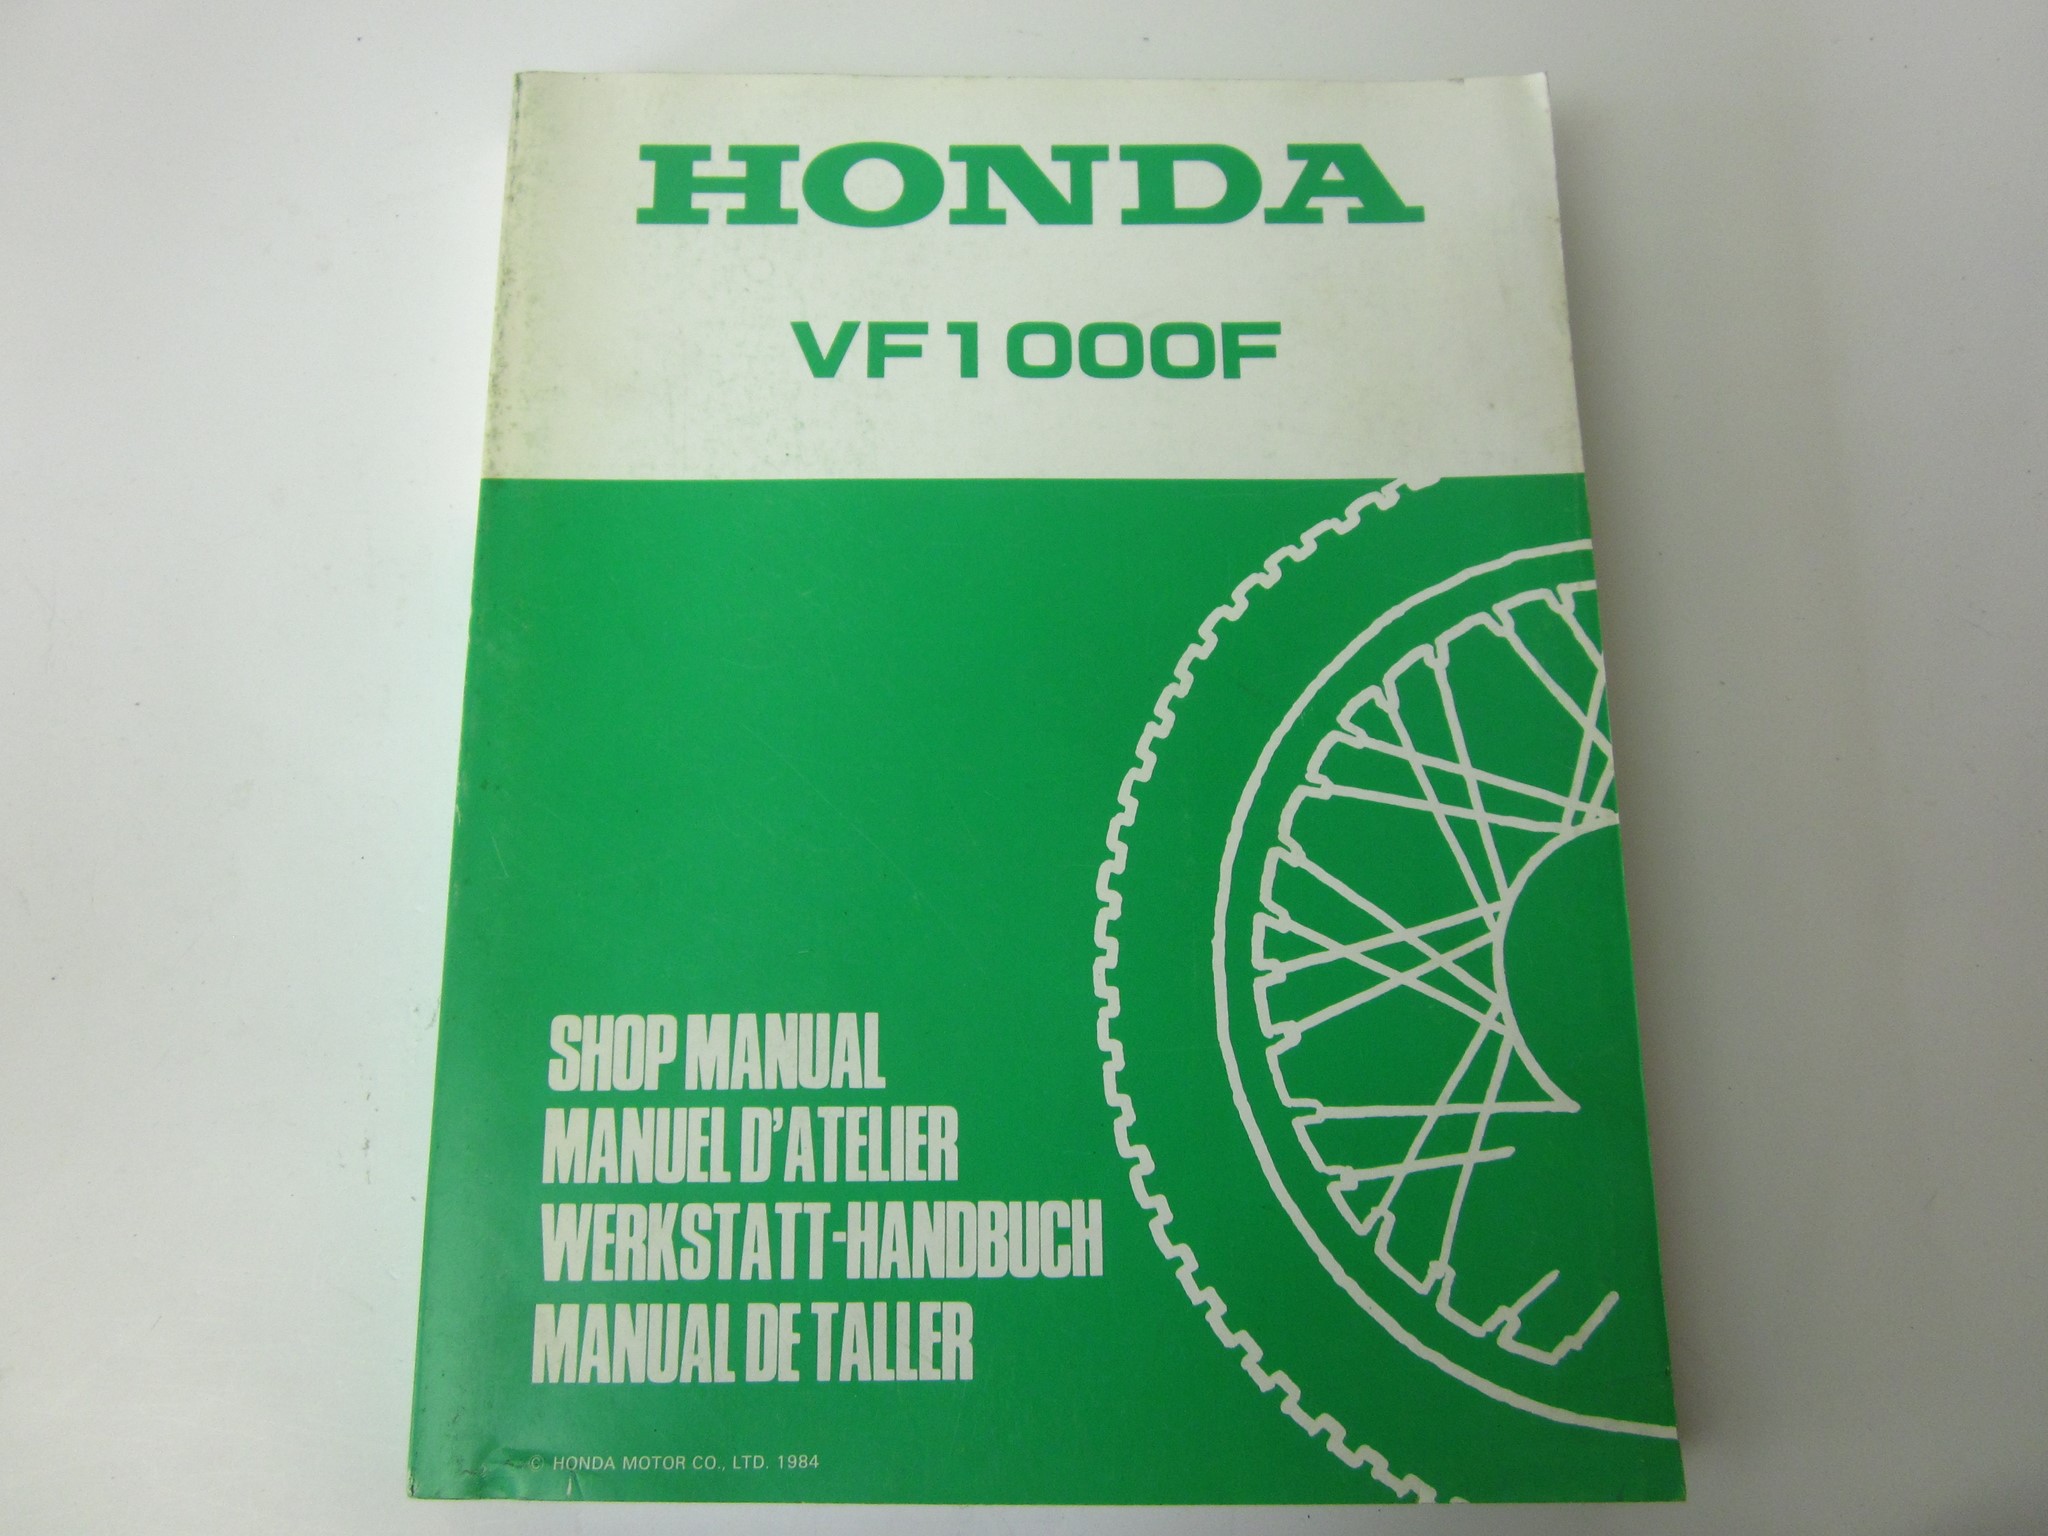 HONDA
VF1000F
SHOP MANUAL
MANUEL D'ATELIER
WERKSTATT-HANDBUCH
MANUAL DE TALLER
© HONDA MOTOR CO., LTD. 1984